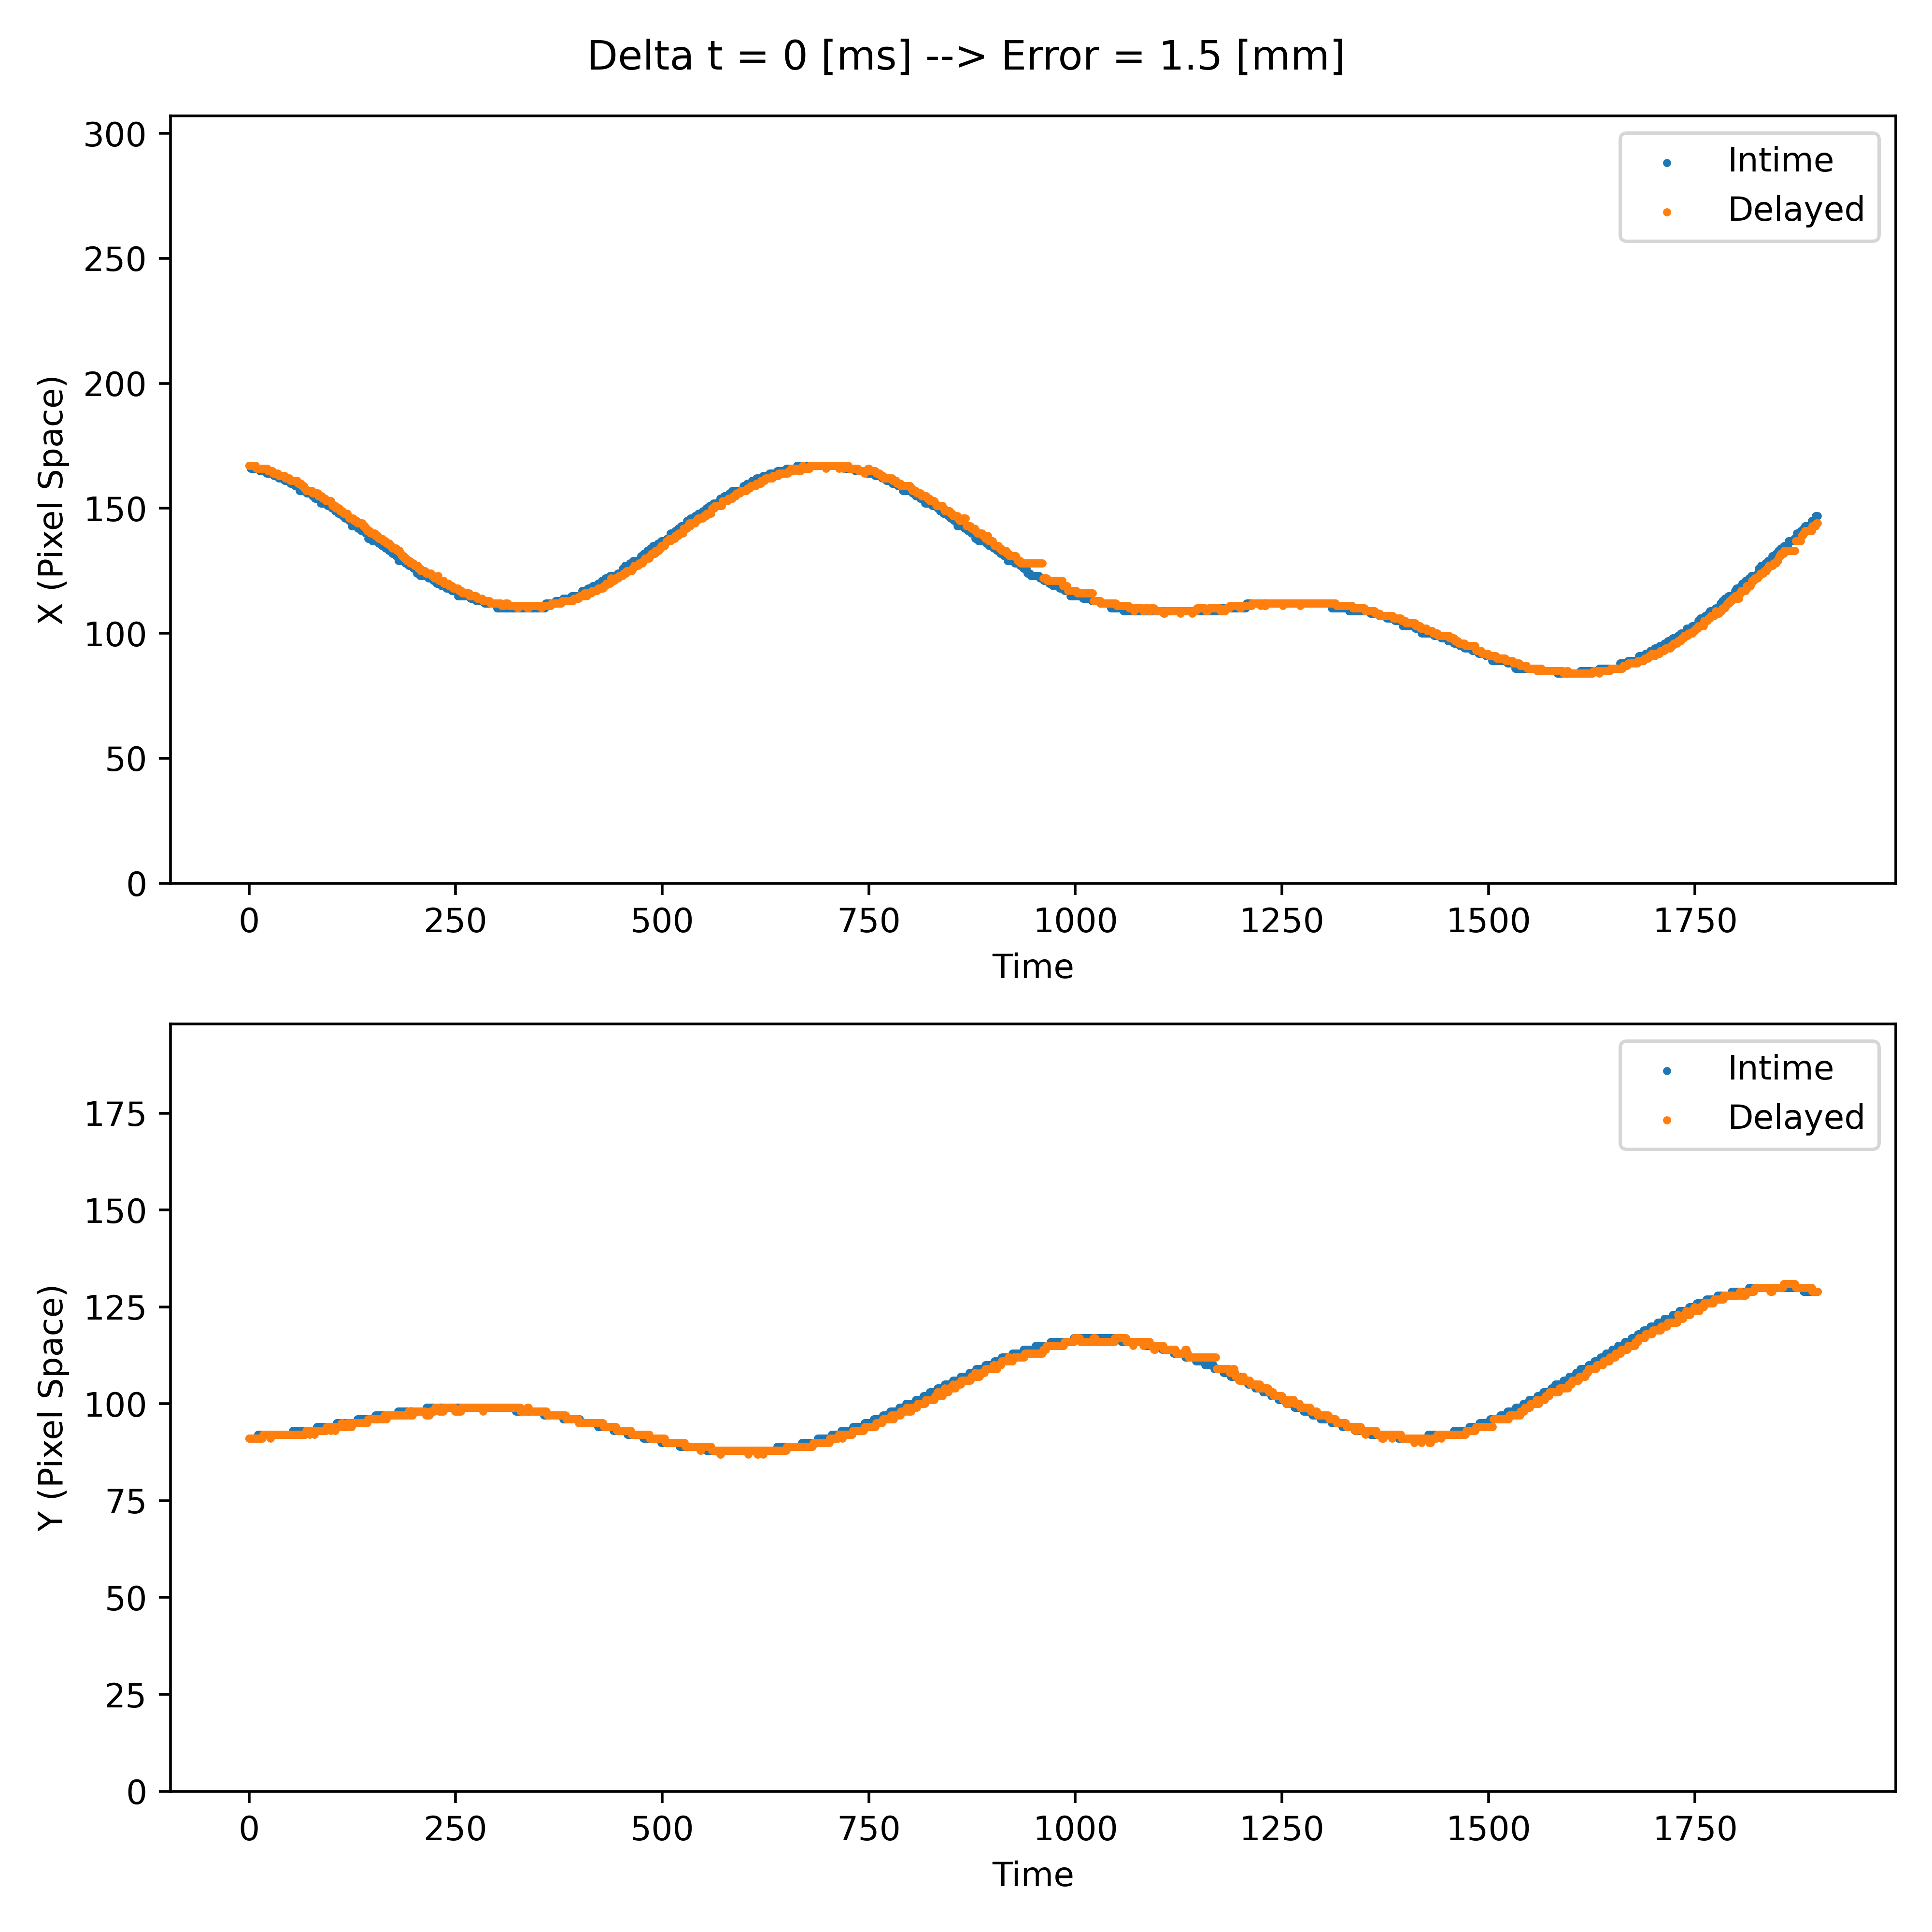 Delta t = 0 [ms] --> Error = 1.5 [mm]
300
250
200
150
100
50
0
X (Pixel Space)
Intime
Delayed
0 250 500 750 1000 1250 1500 1750
Time
175
150
125
100
75
50
25
0
Y (Pixel Space)
Intime
Delayed
0 250 500 750 1000 1250 1500 1750
Time